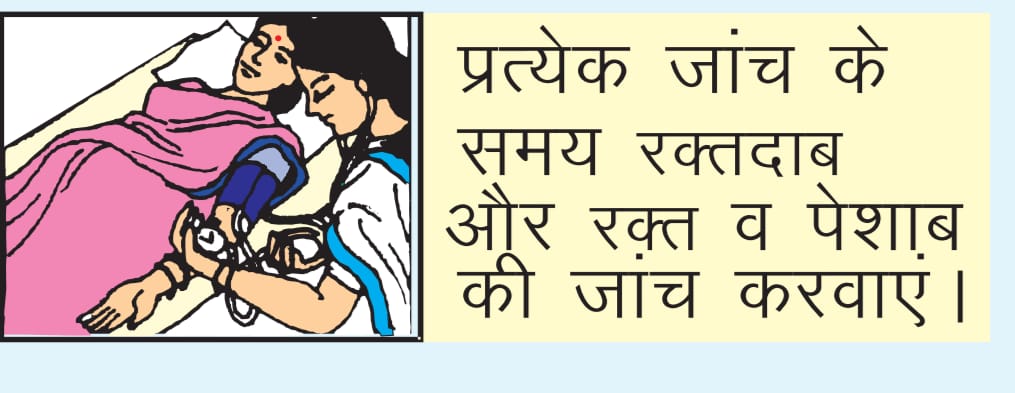 प्रत्येक जांच के
समय रक्तदाब
और रक्त व पेशाब
की जांच करवाएं।